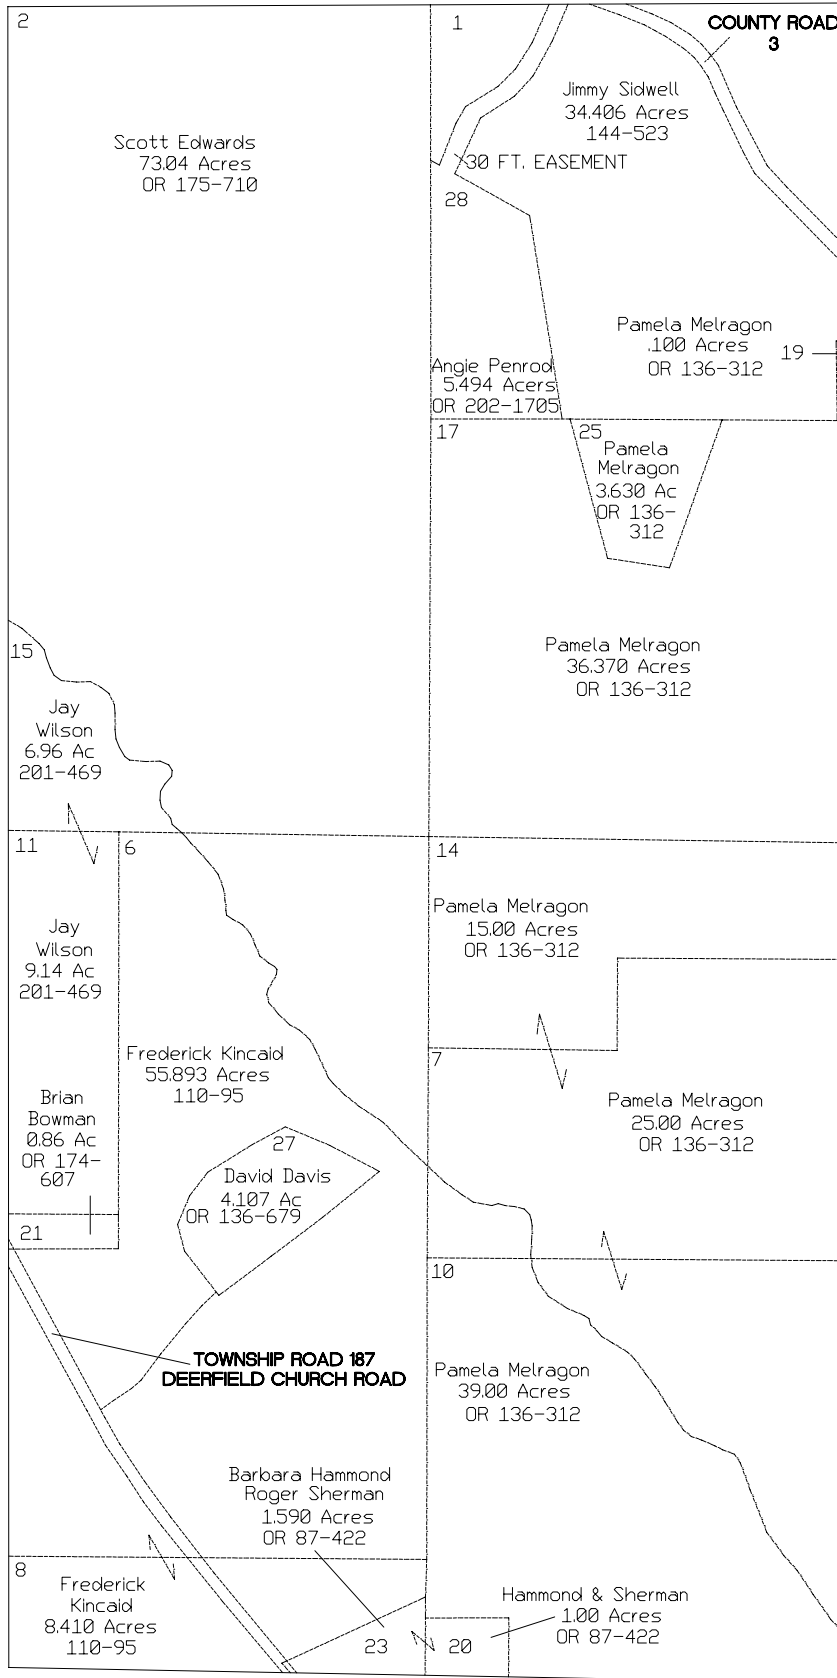 2
1
COUNTY ROAD
3
Jimmy Sidwell
34.406 Acres
144-523
Scott Edwards
73.04 Acres
OR 175-710
30 FT. EASEMENT
28
Pamela Melragon
.100 Acres
OR 136-312
19
Angie Penrod
5.494 Acers
OR 202-1705
17
25
Pamela
Melragon
3.630 Ac
OR 136-
312
15
Pamela Melragon
36.370 Acres
OR 136-312
Jay
Wilson
6.96 Ac
201-469
11
6
14
Pamela Melragon
15.00 Acres
OR 136-312
Jay
Wilson
9.14 Ac
201-469
7
Frederick Kincaid
55.893 Acres
110-95
Brian
Bowman
0.86 Ac
OR 174-
607
Pamela Melragon
25.00 Acres
OR 136-312
27
David Davis
4.107 Ac
OR 136-679
21
10
TOWNSHIP ROAD 187
DEERFIELD CHURCH ROAD
Pamela Melragon
39.00 Acres
OR 136-312
Barbara Hammond
Roger Sherman
1.590 Acres
OR 87-422
8
Frederick
Kincaid
8.410 Acres
110-95
Hammond & Sherman
1.00 Acres
OR 87-422
23
20